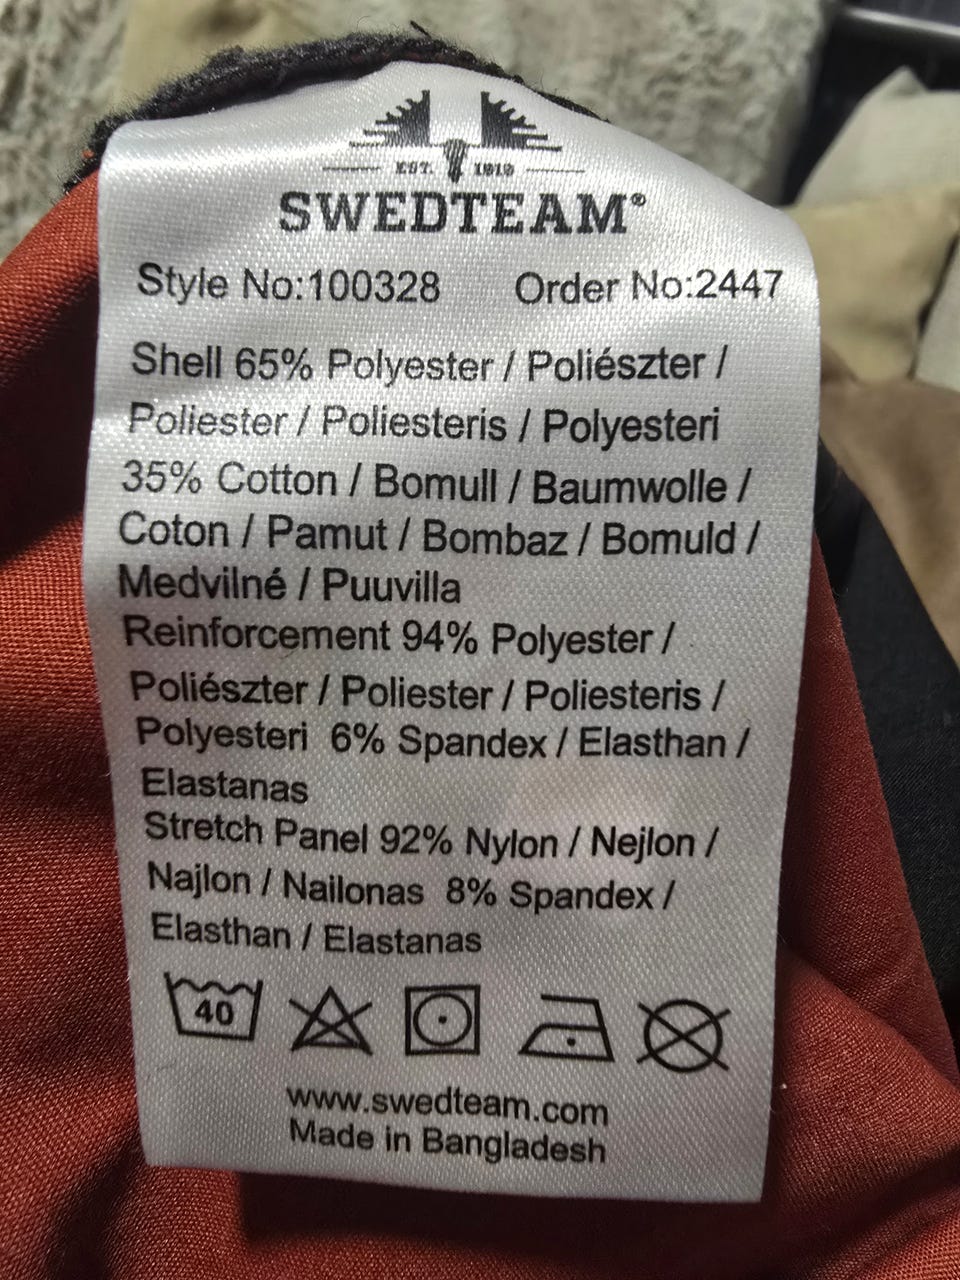 EST. 1919
SWEDTEAM®
Style No:100328 Order No:2447
Shell 65% Polyester / Poliészter /
Poliester / Poliesteris / Polyesteri
35% Cotton / Bomull / Baumwolle /
Coton / Pamut / Bombaz / Bomuld /
Medvilné / Puuvilla
Reinforcement 94% Polyester /
Poliészter / Poliester / Poliesteris /
Polyesteri 6% Spandex / Elasthan /
Elastanas
Stretch Panel 92% Nylon / Nejlon /
Najlon / Nailonas 8% Spandex /
Elasthan / Elastanas
40
www.swedteam.com
Made in Bangladesh